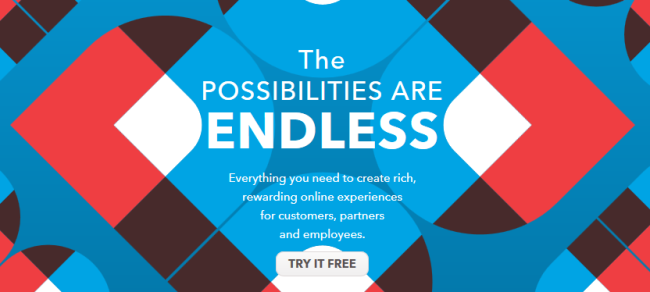 The
POSSIBILITIES ARE
ENDLESS
Everything you need to create rich,
rewarding online experiences
for customers, partners
and employees.
TRY IT FREE